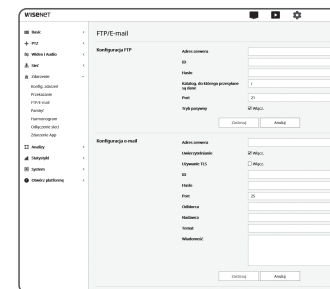 WISENET
Basic
PTZ
Wideo i Audio
Sieć
Zdarzenie
Konfig. zdarzeń
Przekazanie
FTP/E-mail
Pamięć
Harmonogram
Odłączenie sieci
Zdarzenie App
Analizy
Statystyki
System
Otwórz platformę
FTP/E-mail
Konfiguracja FTP
Adres serwera
ID
Hasło
Katalog, do którego przesyłane są dane
/
Port
21
Tryb pasywny
Włącz.
Zastosuj
Anuluj
Konfiguracja e-mail
Adres serwera
Uwierzytelnianie
Włącz.
Używanie TLS
Włącz.
ID
Hasło
Port
25
Odbiorca
Nadawca
Temat
Wiadomość
Zastosuj
Anuluj